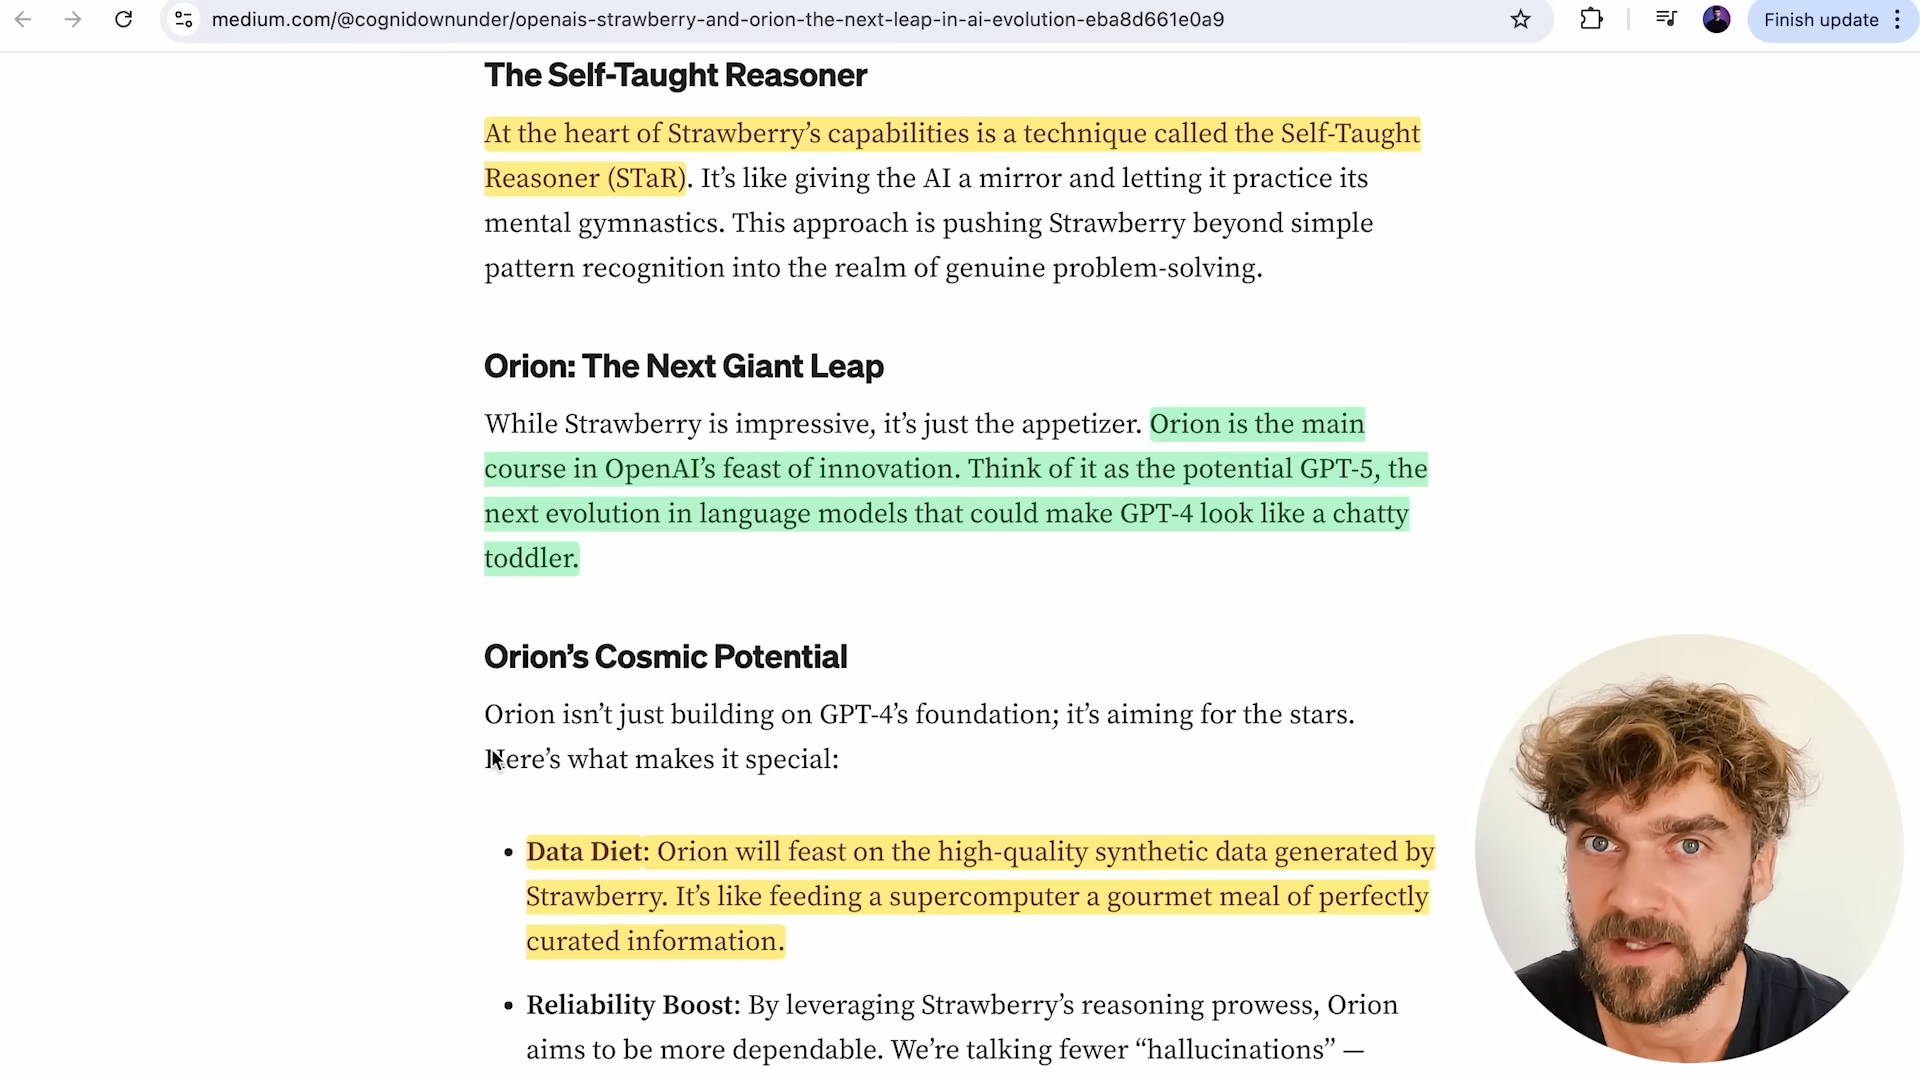 medium.com/@cognidownunder/openais-strawberry-and-orion-the-next-leap-in-ai-evolution-eba8d661e0a9
Finish update
The Self-Taught Reasoner
At the heart of Strawberry’s capabilities is a technique called the Self-Taught
Reasoner (STaR). It’s like giving the AI a mirror and letting it practice its
mental gymnastics. This approach is pushing Strawberry beyond simple
pattern recognition into the realm of genuine problem-solving.
Orion: The Next Giant Leap
While Strawberry is impressive, it’s just the appetizer. Orion is the main
course in OpenAI’s feast of innovation. Think of it as the potential GPT-5, the
next evolution in language models that could make GPT-4 look like a chatty
toddler.
Orion’s Cosmic Potential
Orion isn’t just building on GPT-4’s foundation; it’s aiming for the stars.
Here’s what makes it special:
• Data Diet: Orion will feast on the high-quality synthetic data generated by
Strawberry. It’s like feeding a supercomputer a gourmet meal of perfectly
curated information.
• Reliability Boost: By leveraging Strawberry’s reasoning prowess, Orion
aims to be more dependable. We’re talking fewer “hallucinations” —